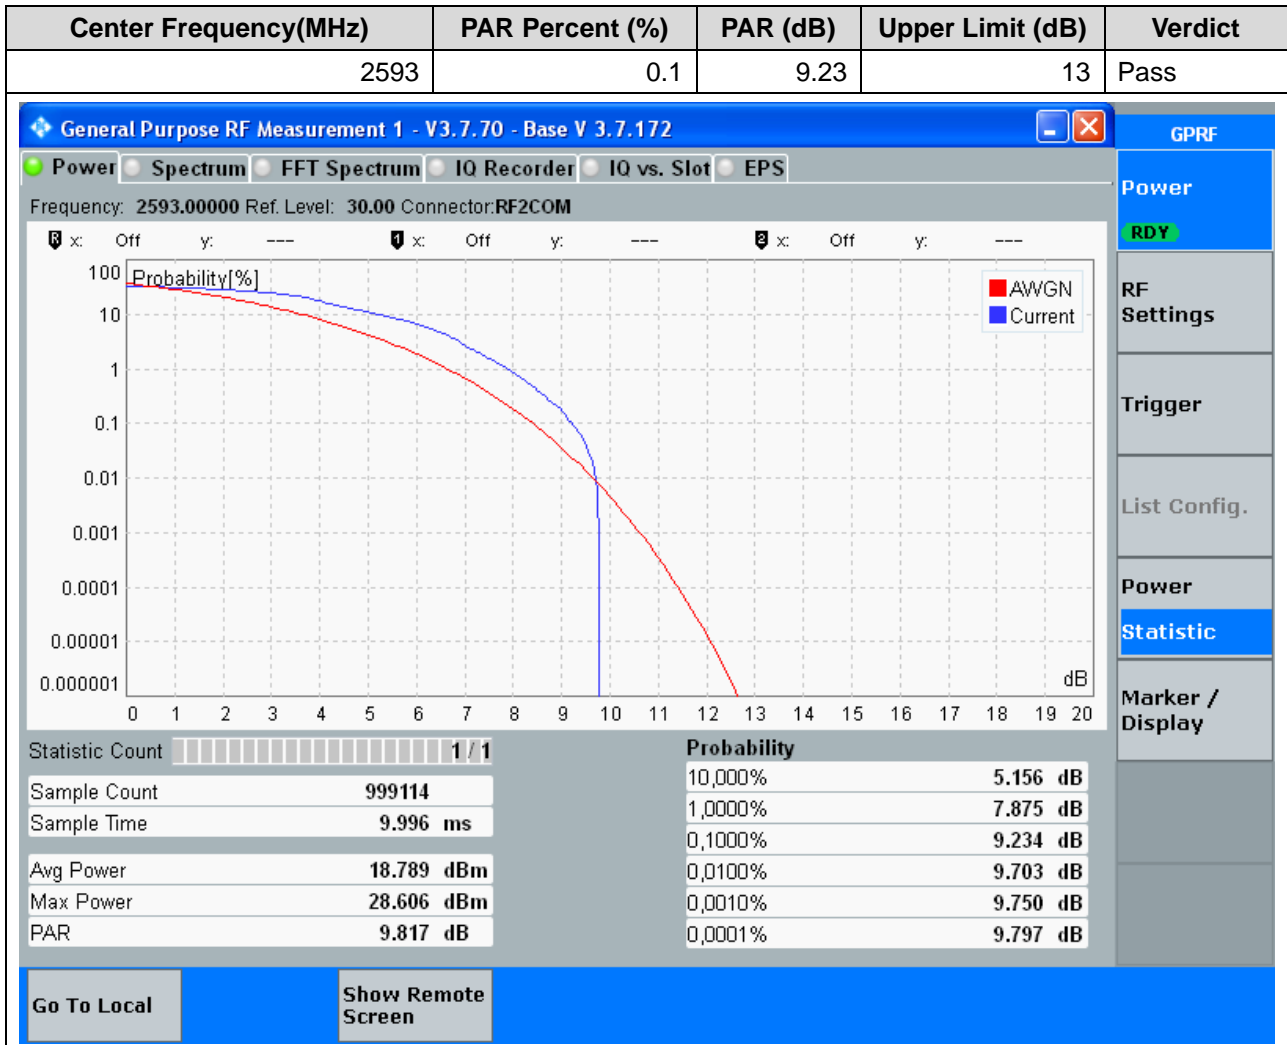 Center Frequency(MHz) PAR Percent (%) PAR (dB) Upper Limit (dB) Verdict
2593 0.1 9.23 13 Pass
General Purpose RF Measurement 1 - V3.7.70 - Base V 3.7.172
GPRF
Power Spectrum FFT Spectrum IQ Recorder IQ vs. Slot EPS
Frequency: 2593.00000 Ref. Level: 30.00 Connector:RF2COM
R x: Off y: --- 1 x: Off y: --- 2 x: Off y: ---
Probability[%]
AWGN
Current
100
10
1
0.1
0.01
0.001
0.0001
0.00001
0.000001
dB
0 1 2 3 4 5 6 7 8 9 10 11 12 13 14 15 16 17 18 19 20
Statistic Count 1 / 1
Sample Count 999114
Sample Time 9.996 ms
Avg Power 18.789 dBm
Max Power 28.606 dBm
PAR 9.817 dB
Probability
10,000% 5.156 dB
1,0000% 7.875 dB
0,1000% 9.234 dB
0,0100% 9.703 dB
0,0010% 9.750 dB
0,0001% 9.797 dB
Power
RDY
RF
Settings
Trigger
List Config.
Power
Statistic
Marker /
Display
Go To Local
Show Remote
Screen